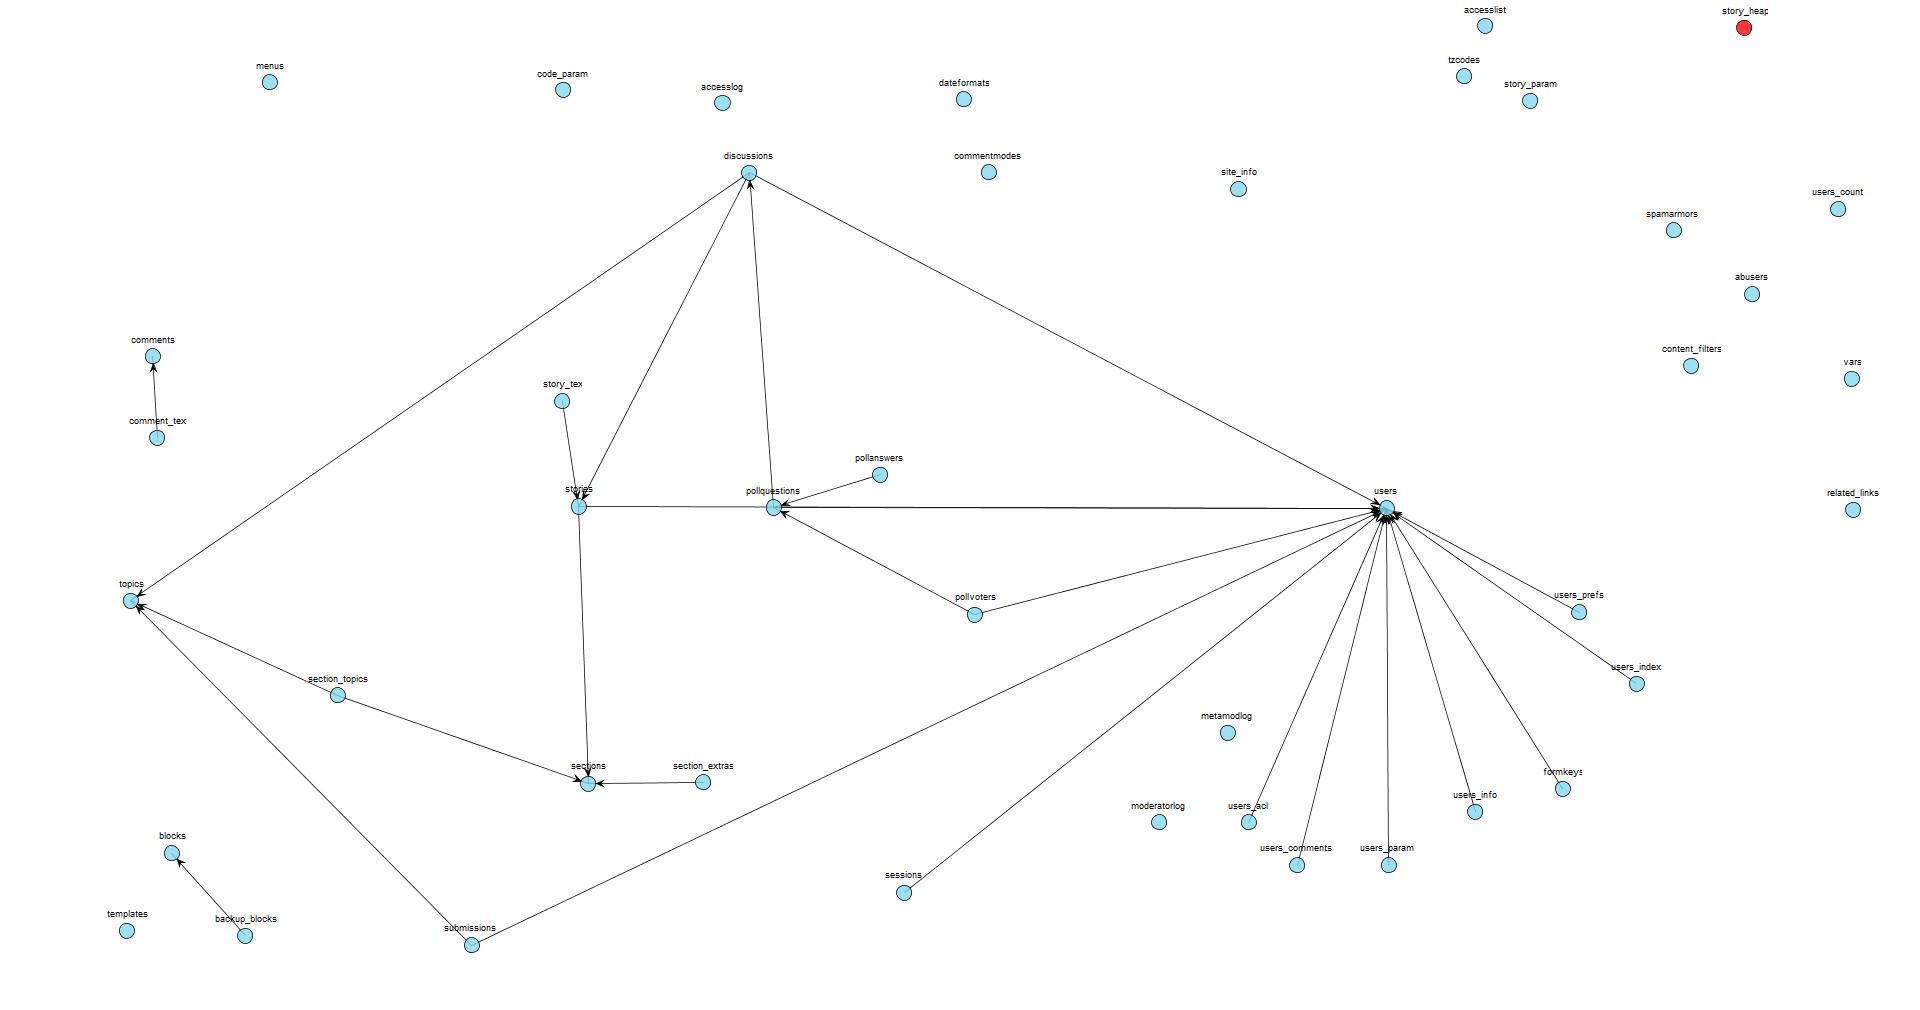 accesslist
story_heap
tzcodes
menus
code_param
story_param
accesslog
dateformats
discussions
commentmodes
site_info
users_count
spamarmors
abusers
comments
content_filters
vars
story_tex
comment_tex
pollanswers
stories
pollquestions
users
related_links
topics
pollvoters
users_prefs
section_topics
users_index
metamodlog
sections
section_extras
formkeys
users_info
moderatorlog
users_acl
blocks
users_comments
users_param
sessions
templates
backup_blocks
submissions